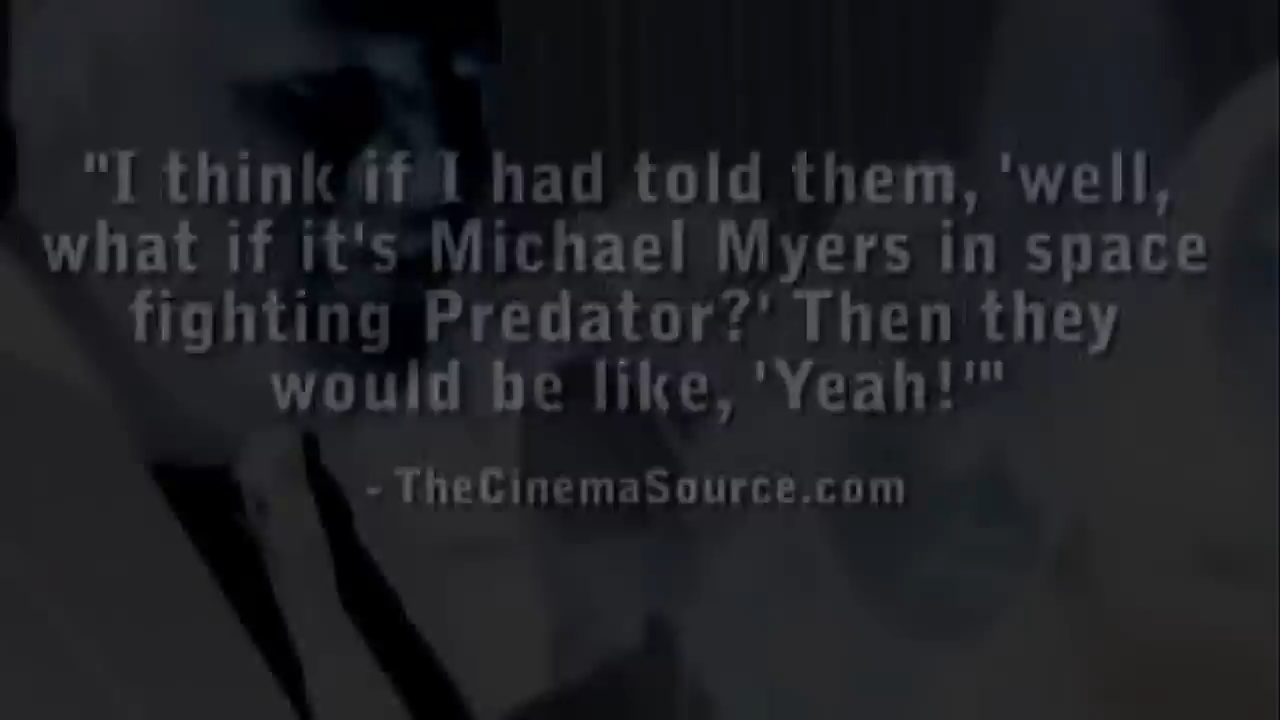 "I think if I had told them, 'well,
what if it's Michael Myers in space
fighting Predator?' Then they
would be like, 'Yeah!'"
- TheCinemaSource.com